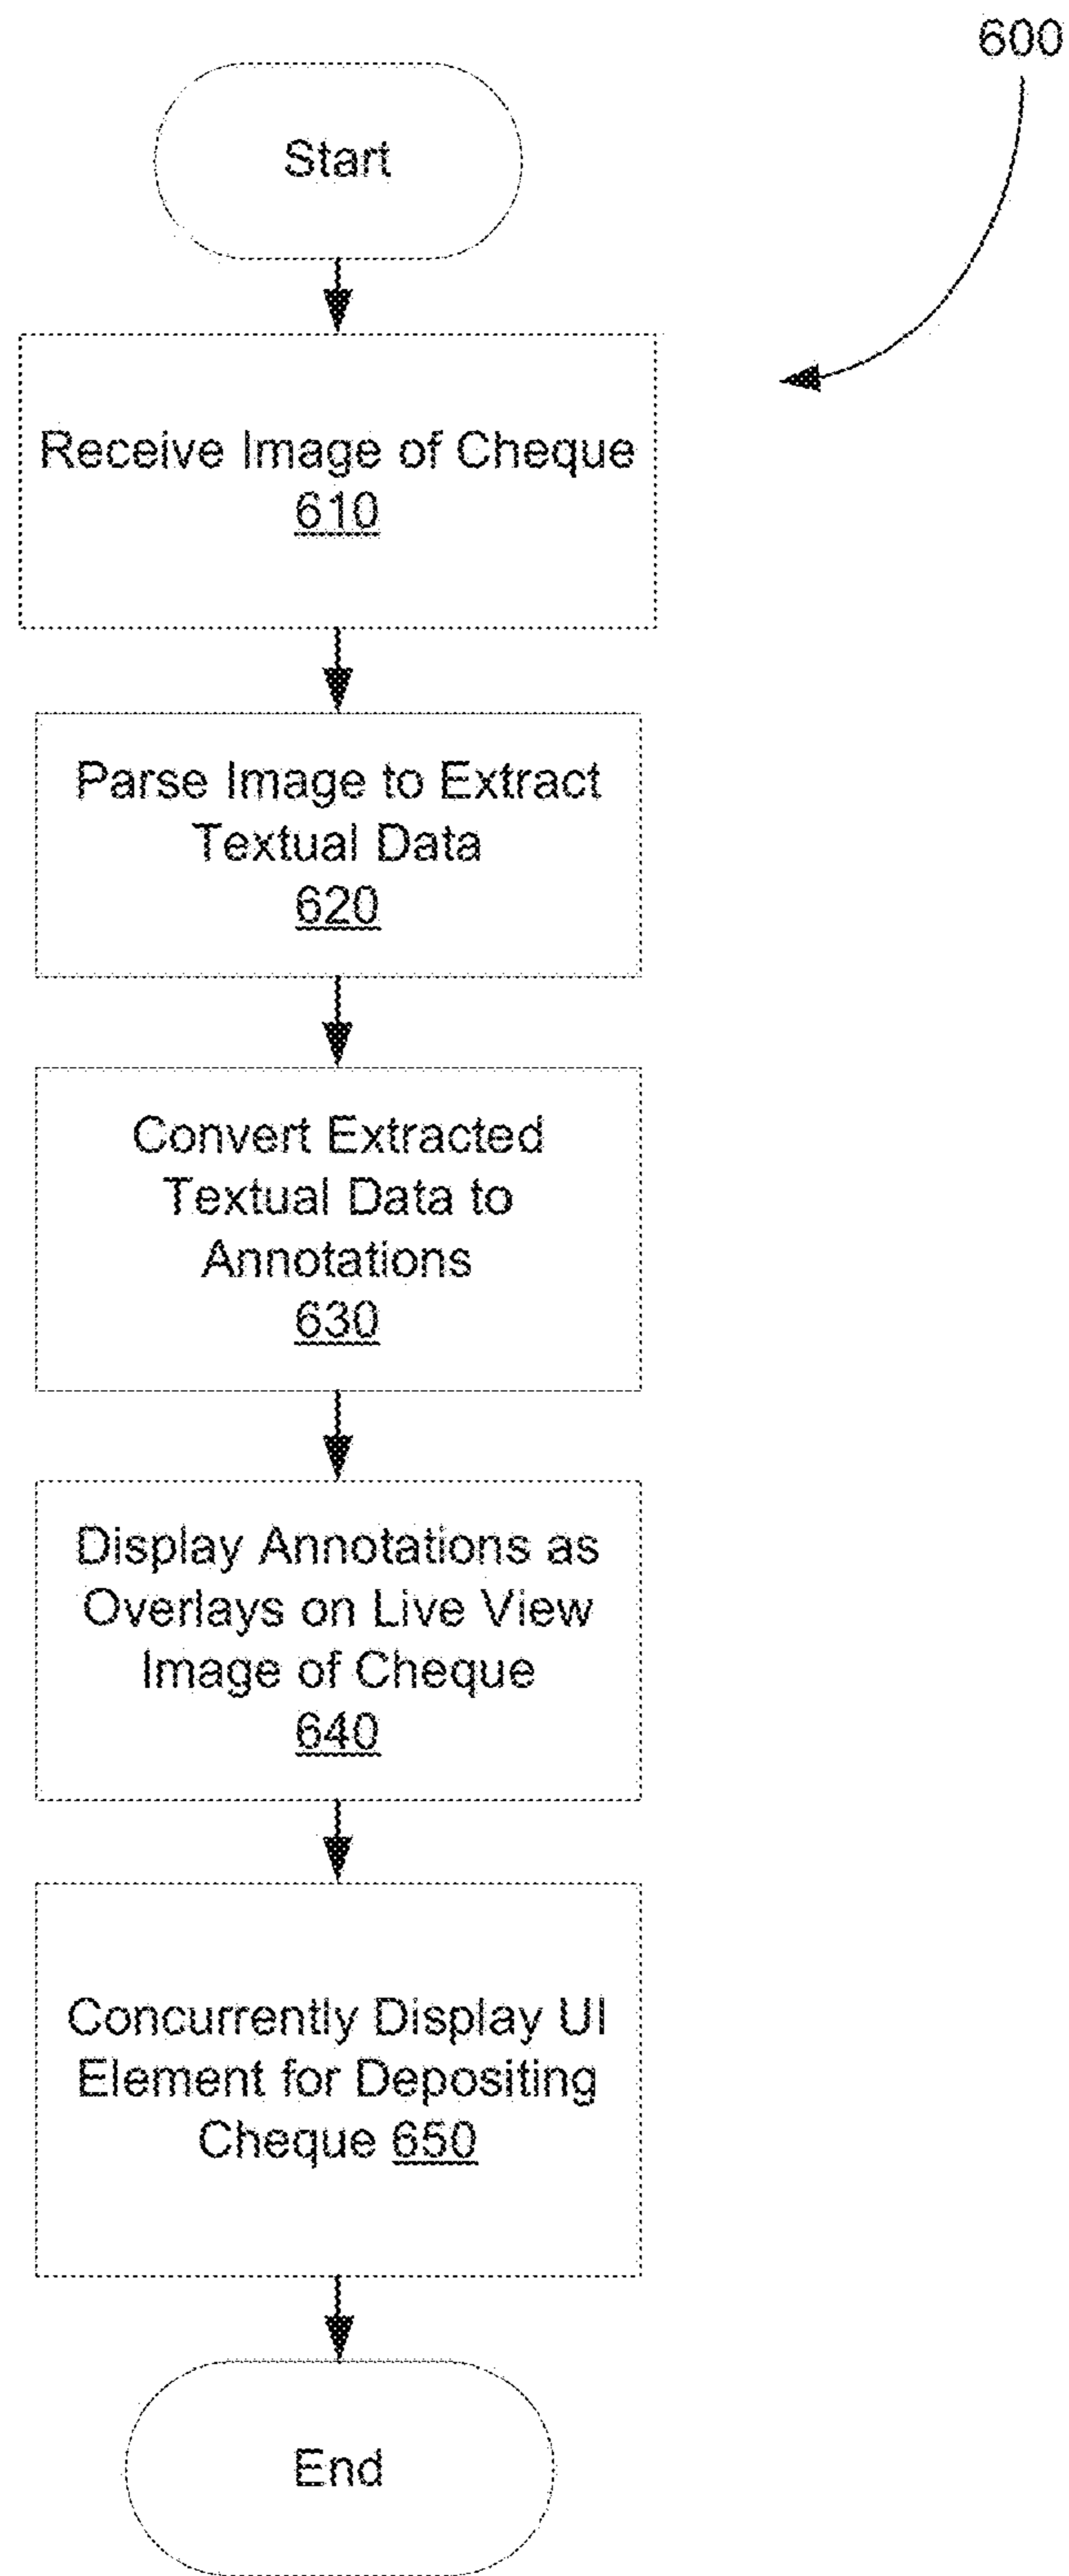 600
Start
Receive Image of Cheque
610
Parse Image to Extract
Textual Data
620
Convert Extracted
Textual Data to
Annotations
630
Display Annotations as
Overlays on Live View
Image of Cheque
640
Concurrently Display UI
Element for Depositing
Cheque 650
End